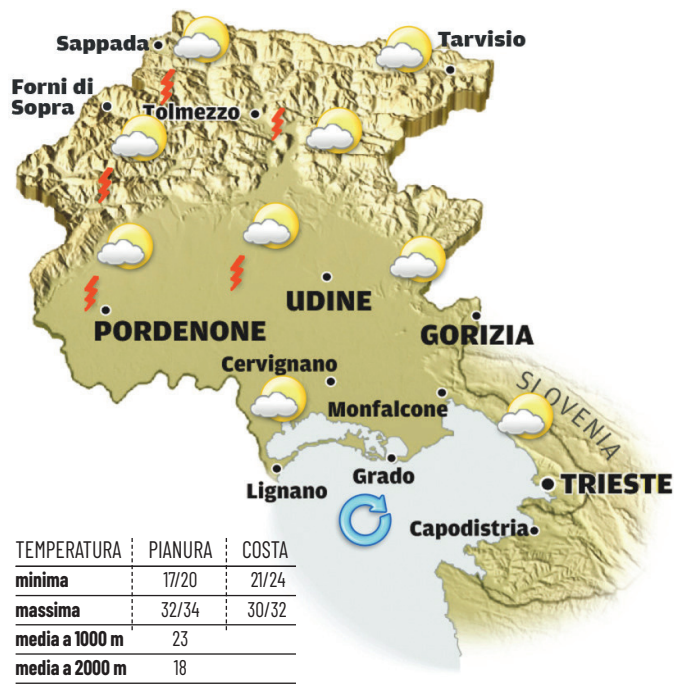 Sappada
Tarvisio
Forni di
Sopra
Tolmezzo
UDINE
PORDENONE
GORIZIA
Cervignano
SLOVENIA
Monfalcone
Grado
Lignano
TRIESTE
Capodistria
TEMPERATURA PIANURA COSTA
minima 17/20 21/24
massima 32/34 30/32
media a 1000 m 23
media a 2000 m 18